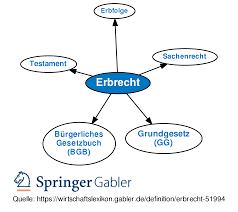 Erbfolge
Testament
Sachenrecht
Erbrecht
Bürgerliches
Gesetzbuch
(BGB)
Grundgesetz
(GG)
Springer Gabler
Quelle: https://wirtschaftslexikon.gabler.de/definition/erbrecht-51994